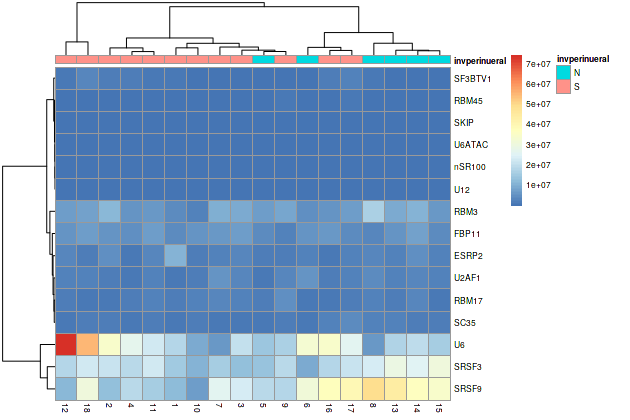 invperinueral
SF3BTV1
RBM45
SKIP
U6ATAC
nSR100
U12
RBM3
FBP11
ESRP2
U2AF1
RBM17
SC35
U6
SRSF3
SRSF9
12 18 2 4 11 1 10 7 3 5 9 6 16 17 8 13 14 15
7e+07
6e+07
5e+07
4e+07
3e+07
2e+07
1e+07
invperinueral
N
S